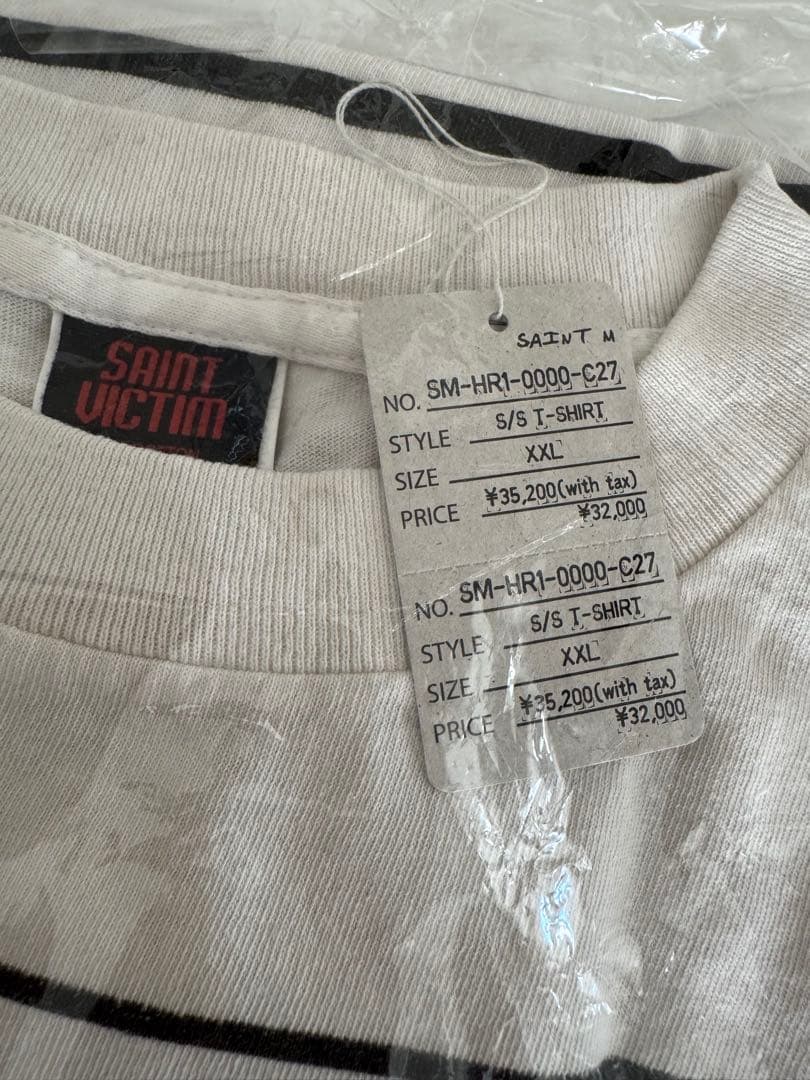 SAINT
VICTIM
SAINT M
NO. SM-HR1-0000-C27
STYLE S/S T-SHIRT
SIZE XXL
PRICE ¥35,200(with tax)
¥32,000
NO. SM-HR1-0000-C27
STYLE S/S T-SHIRT
SIZE XXL
PRICE ¥35,200(with tax)
¥32,000